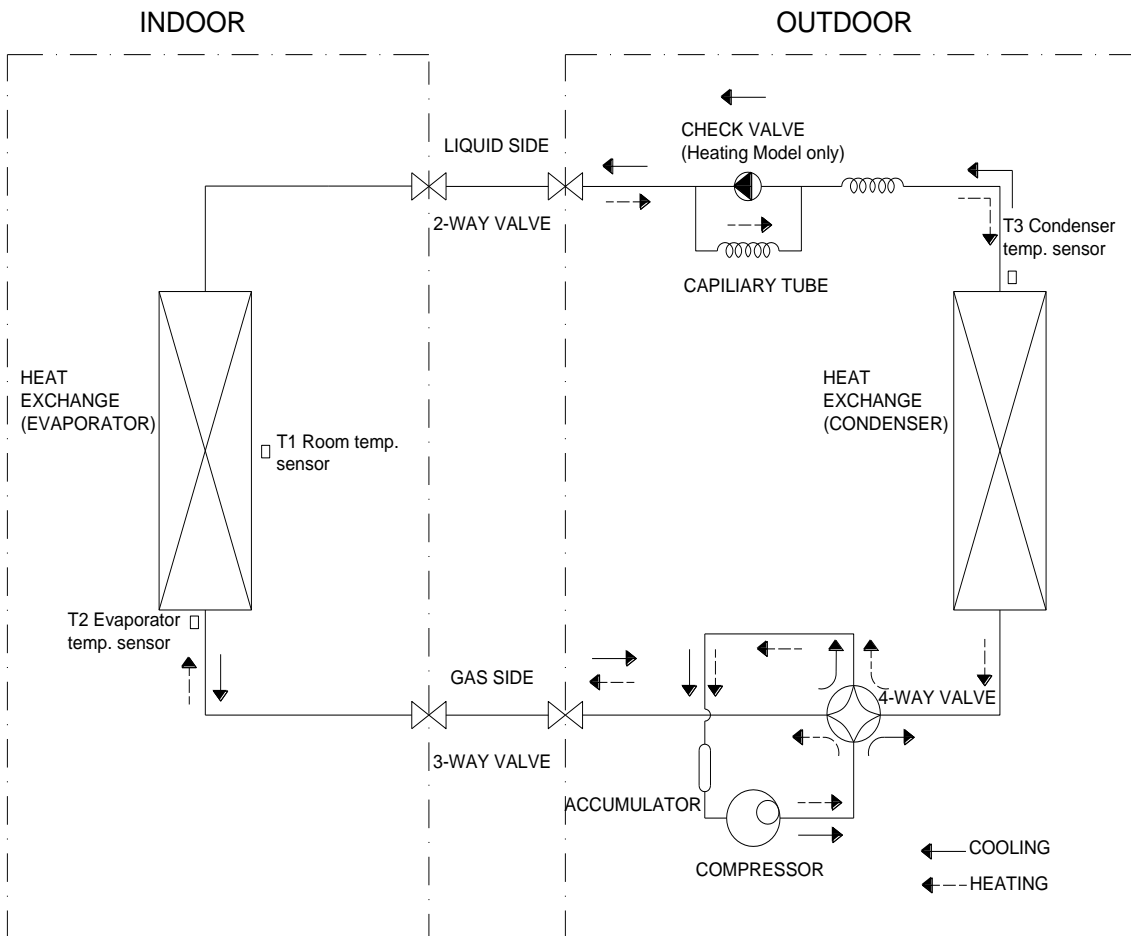 INDOOR
OUTDOOR
LIQUID SIDE
CHECK VALVE
(Heating Model only)
2-WAY VALVE
T3 Condenser
temp. sensor
CAPILIARY TUBE
HEAT
EXCHANGE
(EVAPORATOR)
T1 Room temp.
sensor
HEAT
EXCHANGE
(CONDENSER)
T2 Evaporator
temp. sensor
GAS SIDE
4-WAY VALVE
3-WAY VALVE
ACCUMULATOR
COMPRESSOR
COOLING
HEATING